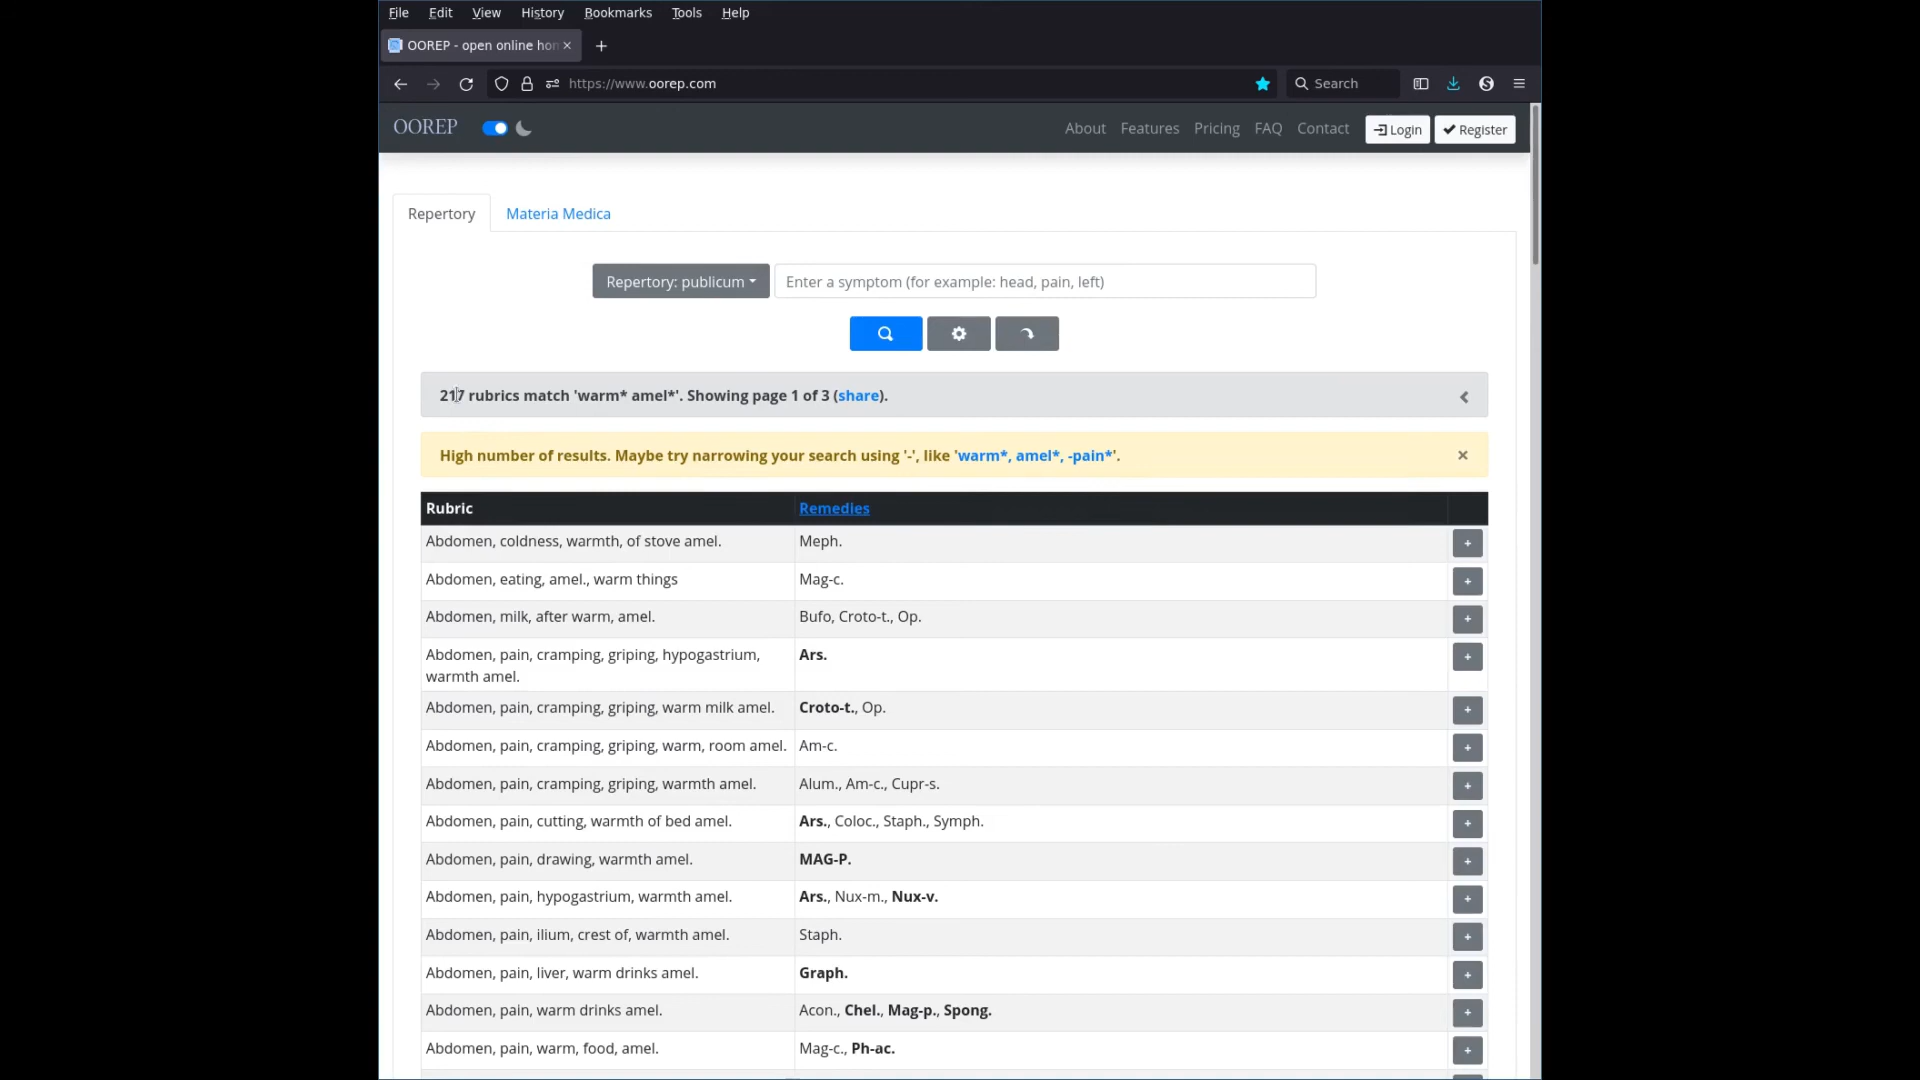 File Edit View History Bookmarks Tools Help
OOREP - open online hon
https://www.oorep.com Search
OOREP About Features Pricing FAQ Contact Login Register
Repertory Materia Medica
Repertory: publicum Enter a symptom (for example: head, pain, left)
217 rubrics match 'warm* amel*'. Showing page 1 of 3 (share).
High number of results. Maybe try narrowing your search using '-', like 'warm*, amel*, -pain*'.
Rubric Remedies
Abdomen, coldness, warmth, of stove amel. Meph. +
Abdomen, eating, amel., warm things Mag-c. +
Abdomen, milk, after warm, amel. Bufo, Croto-t., Op. +
Abdomen, pain, cramping, griping, hypogastrium, Ars. +
warmth amel.
Abdomen, pain, cramping, griping, warm milk amel. Croto-t., Op. +
Abdomen, pain, cramping, griping, warm, room amel. Am-c. +
Abdomen, pain, cramping, griping, warmth amel. Alum., Am-c., Cupr-s. +
Abdomen, pain, cutting, warmth of bed amel. Ars., Coloc., Staph., Symph. +
Abdomen, pain, drawing, warmth amel. MAG-P. +
Abdomen, pain, hypogastrium, warmth amel. Ars., Nux-m., Nux-v. +
Abdomen, pain, ilium, crest of, warmth amel. Staph. +
Abdomen, pain, liver, warm drinks amel. Graph. +
Abdomen, pain, warm drinks amel. Acon., Chel., Mag-p., Spong. +
Abdomen, pain, warm, food, amel. Mag-c., Ph-ac. +